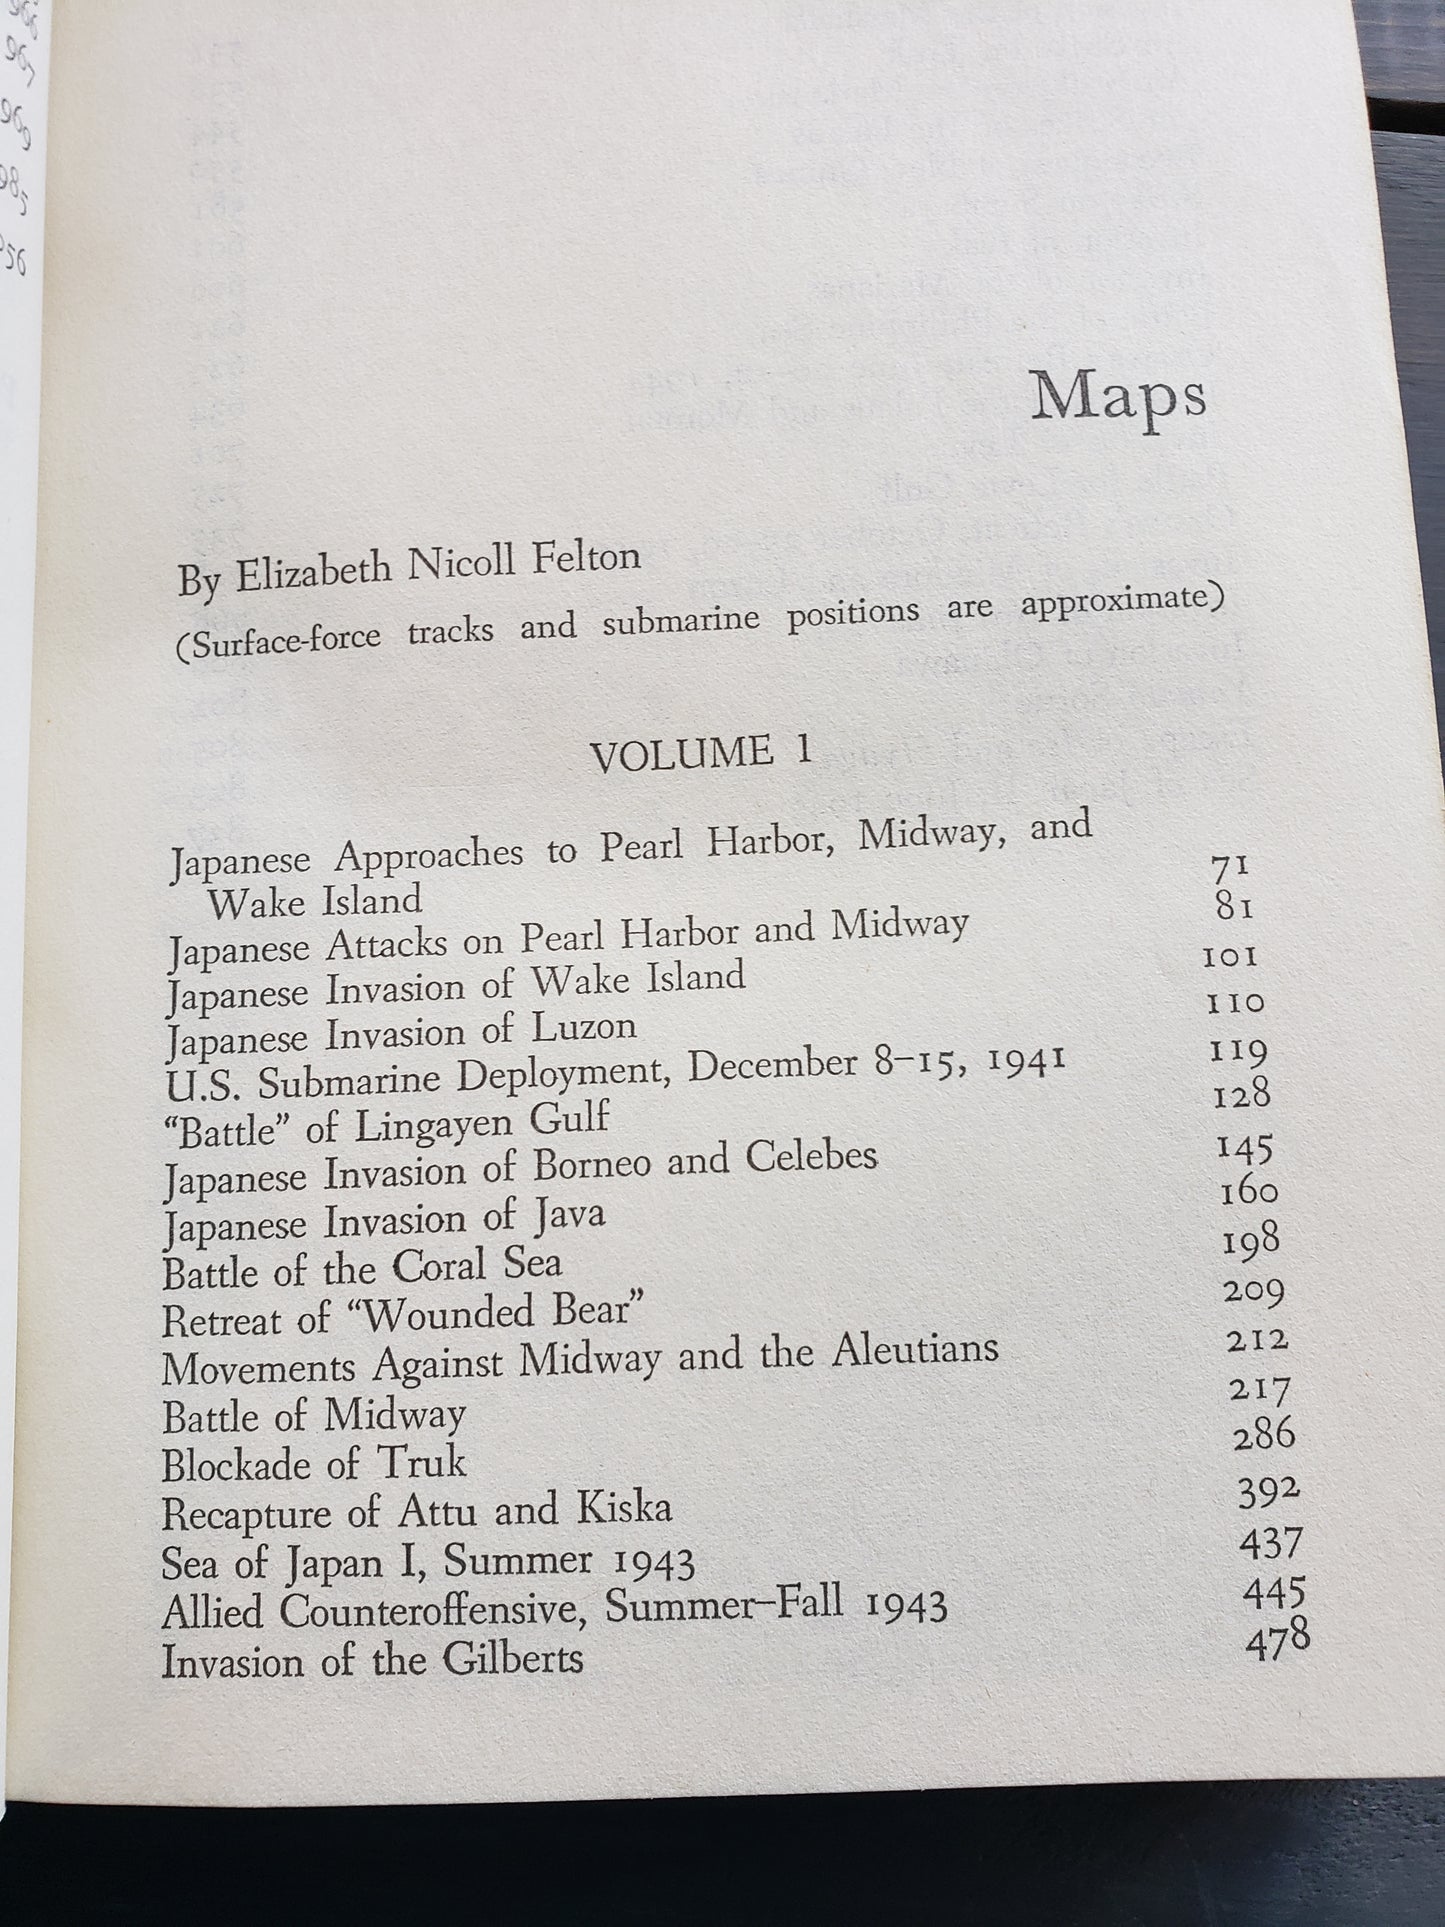 Maps
By Elizabeth Nicoll Felton
(Surface-force tracks and submarine positions are approximate)
VOLUME 1
Japanese Approaches to Pearl Harbor, Midway, and
Wake Island 71
Japanese Attacks on Pearl Harbor and Midway 81
Japanese Invasion of Wake Island 101
Japanese Invasion of Luzon 110
U.S. Submarine Deployment, December 8–15, 1941 119
“Battle” of Lingayen Gulf 128
Japanese Invasion of Borneo and Celebes 145
Japanese Invasion of Java 160
Battle of the Coral Sea 198
Retreat of “Wounded Bear” 209
Movements Against Midway and the Aleutians 212
Battle of Midway 217
Blockade of Truk 286
Recapture of Attu and Kiska 392
Sea of Japan I, Summer 1943 437
Allied Counteroffensive, Summer–Fall 1943 445
Invasion of the Gilberts 478